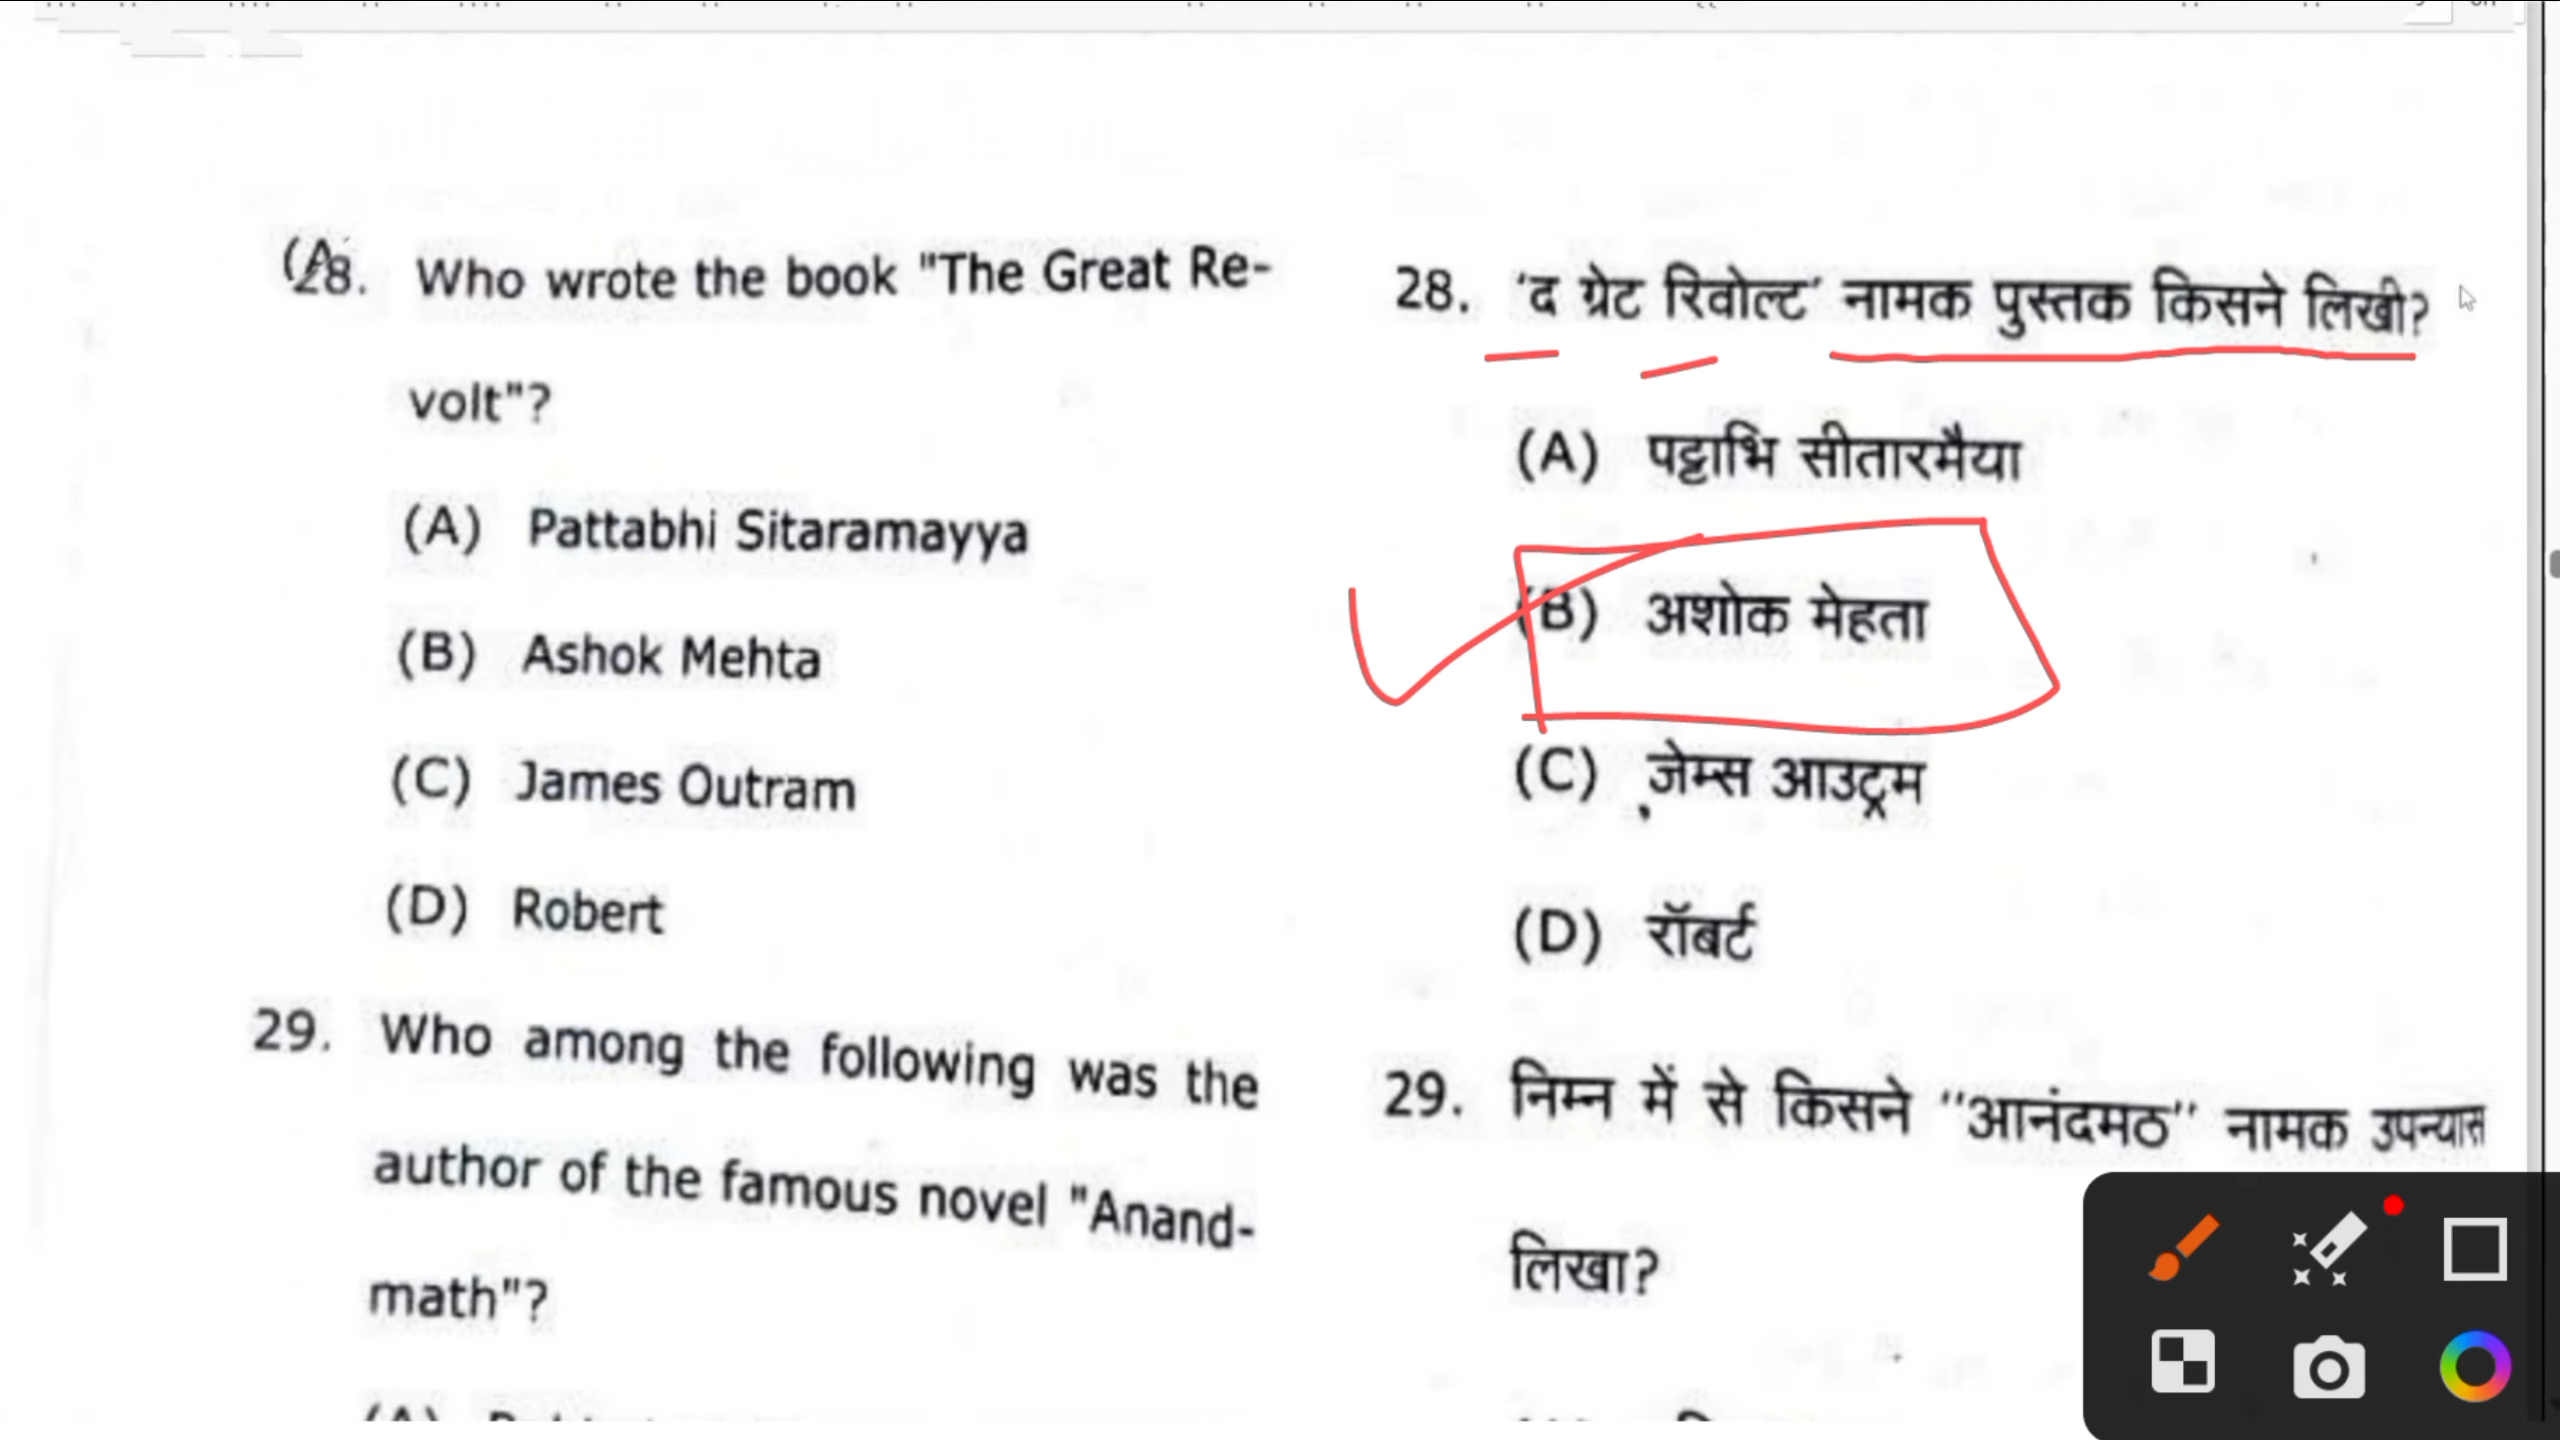 28. Who wrote the book "The Great Re-
volt"?
(A) Pattabhi Sitaramayya
(B) Ashok Mehta
(C) James Outram
(D) Robert
29. Who among the following was the
author of the famous novel "Anand-
math"?
28. ‘द ग्रेट रिवोल्ट’ नामक पुस्तक किसने लिखी?
(A) पट्टाभि सीतारमैया
(B) अशोक मेहता
(C) जेम्स आउट्रम
(D) रॉबर्ट
29. निम्न में से किसने ‘‘आनंदमठ’’ नामक उपन्यास
लिखा?